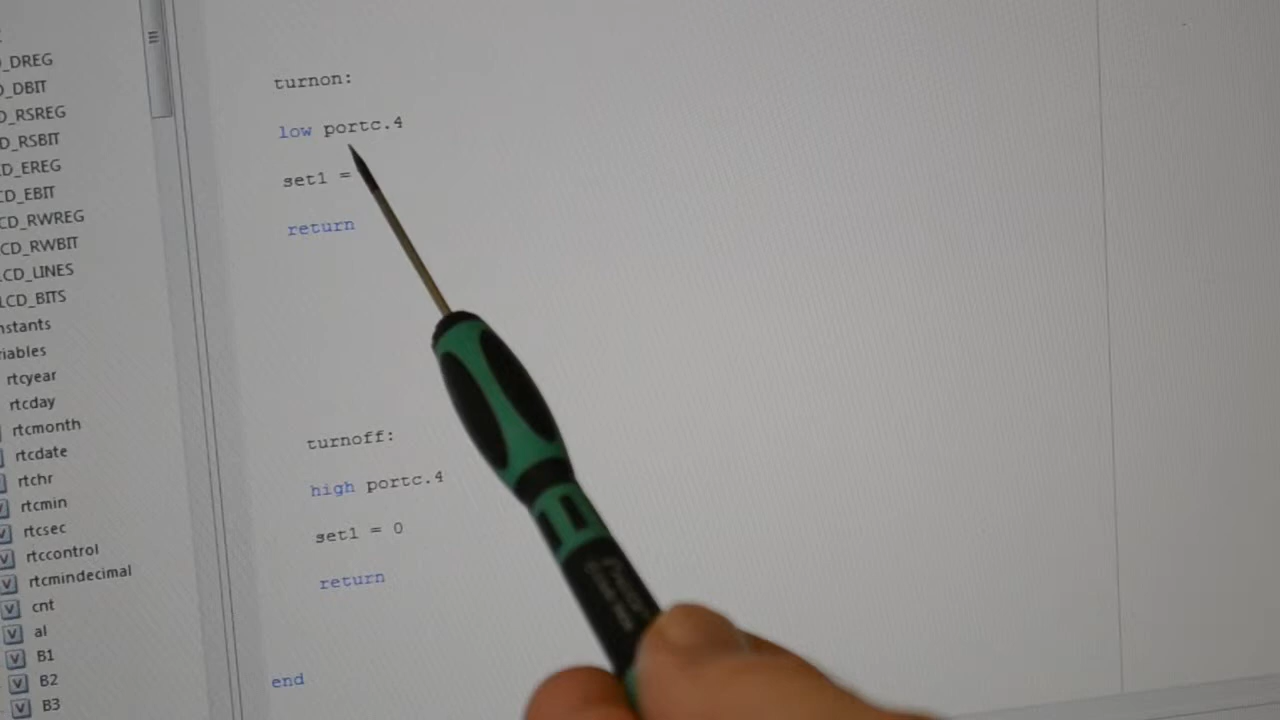 _DREG
D_DBIT
D_RSREG
D_RSBIT
D_EREG
CD_EBIT
CD_RWREG
CD_RWBIT
LCD_LINES
LCD_BITS
nstants
riables
rtcyear
rtcday
rtcmonth
rtcdate
rtchr
rtcmin
rtcsec
rtccontrol
rtcmindecimal
cnt
al
B1
B2
B3
turnon:
low portc.4
set1 =
return
turnoff:
high portc.4
set1 = 0
return
end